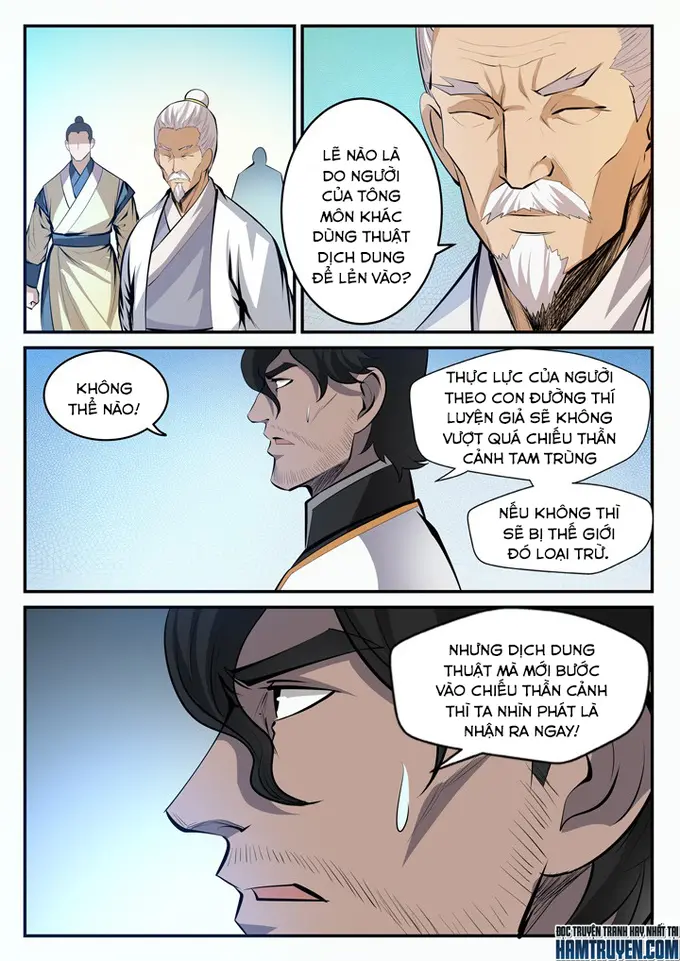 LẼ NÀO LÀ
DO NGƯỜI
CỦA TÔNG
MÔN KHÁC
DÙNG THUẬT
DỊCH DUNG
ĐỂ LẺN VÀO?
KHÔNG
THỂ NÀO!
THỰC LỰC CỦA NGƯỜI
THEO CON ĐƯỜNG THÍ
LUYỆN GIẢ SẼ KHÔNG
VƯỢT QUÁ CHIẾU THẦN
CẢNH TAM TRÙNG
NẾU KHÔNG THÌ
SẼ BỊ THẾ GIỚI
ĐÓ LOẠI TRỪ.
NHƯNG DỊCH DUNG
THUẬT MÀ MỚI BƯỚC
VÀO CHIẾU THẦN CẢNH
THÌ TA NHÌN PHÁT LÀ
NHẬN RA NGAY!
ĐỌC TRUYỆN TRANH HAY NHẤT TẠI
HAMTRUYEN.COM